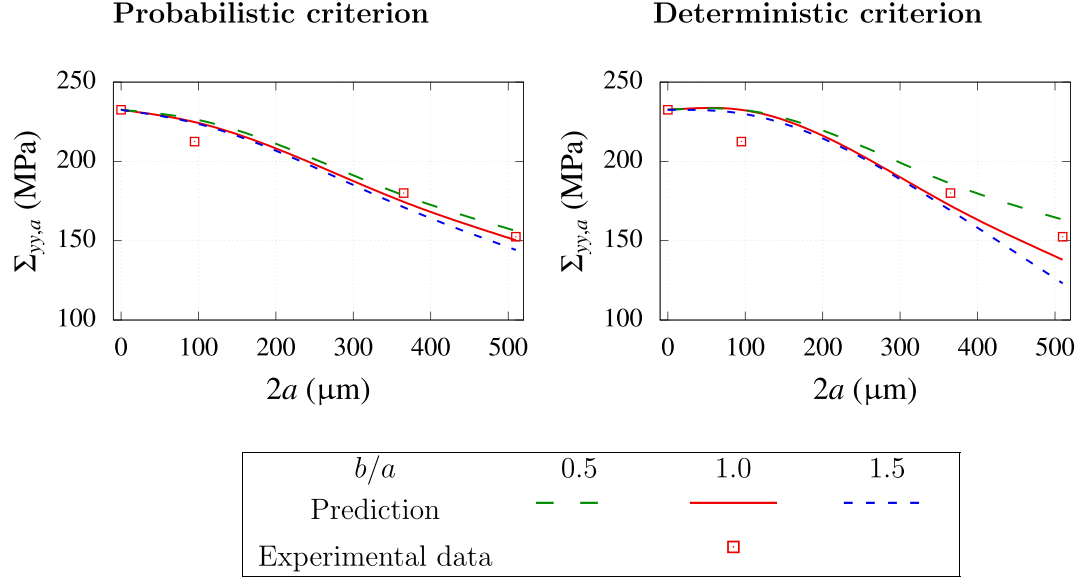 Probabilistic criterion
250
200
150
100
Σyy,a (MPa)
0 100 200 300 400 500
2a (μm)
Deterministic criterion
250
200
150
100
Σyy,a (MPa)
0 100 200 300 400 500
2a (μm)
b/a 0.5 1.0 1.5
Prediction
Experimental data